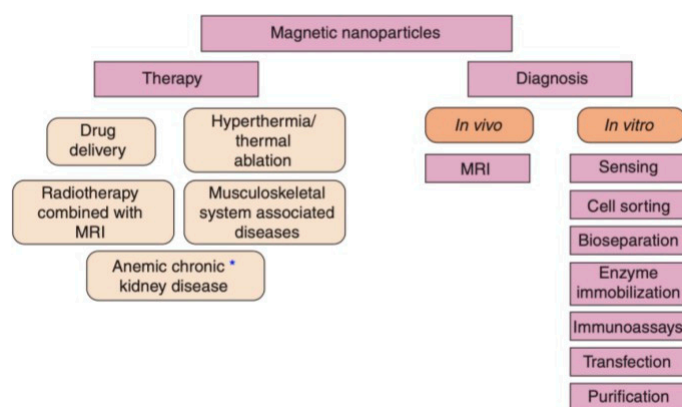 Magnetic nanoparticles
Therapy
Diagnosis
Drug
delivery
Hyperthermia/
thermal
ablation
Radiotherapy
combined with
MRI
Musculoskeletal
system associated
diseases
Anemic chronic *
kidney disease
In vivo
MRI
In vitro
Sensing
Cell sorting
Bioseparation
Enzyme
immobilization
Immunoassays
Transfection
Purification